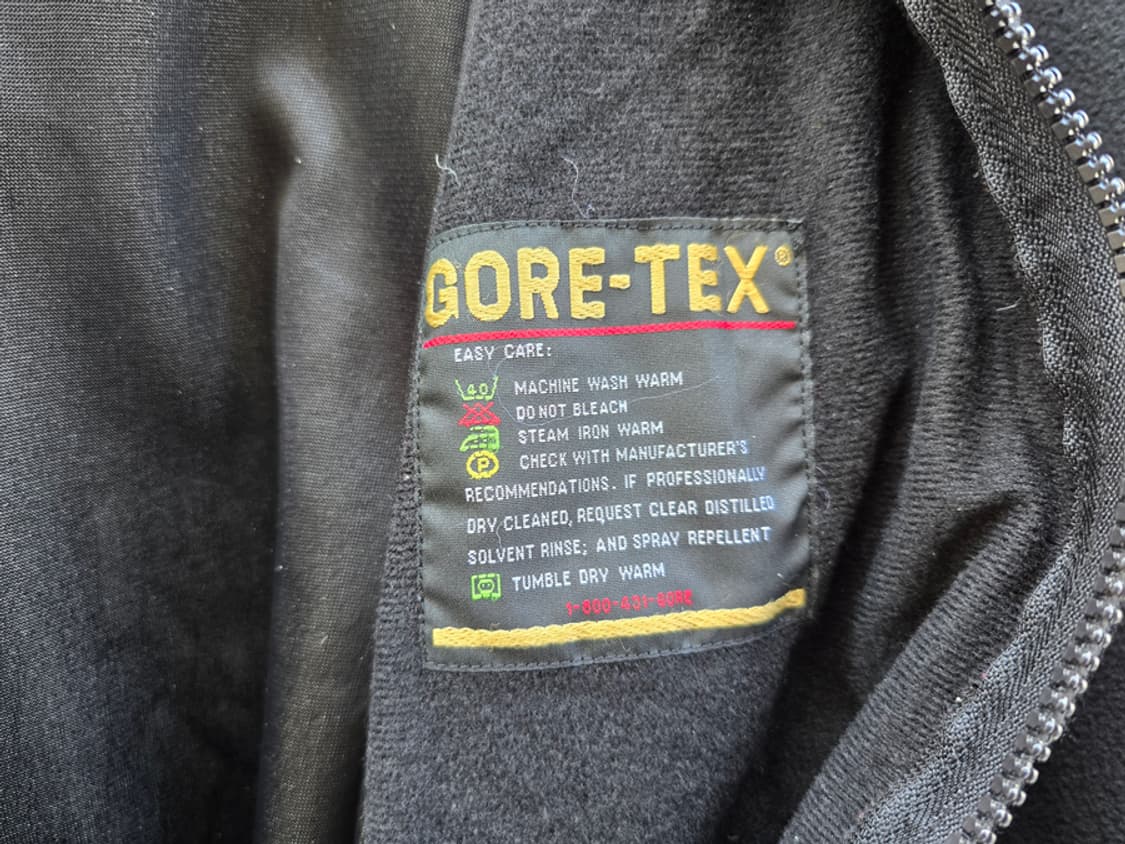 GORE-TEX®
EASY CARE:
40 MACHINE WASH WARM
DO NOT BLEACH
STEAM IRON WARM
P CHECK WITH MANUFACTURER'S
RECOMMENDATIONS. IF PROFESSIONALLY
DRY CLEANED, REQUEST CLEAR DISTILLED
SOLVENT RINSE; AND SPRAY REPELLENT
TUMBLE DRY WARM
1-800-431-GORE